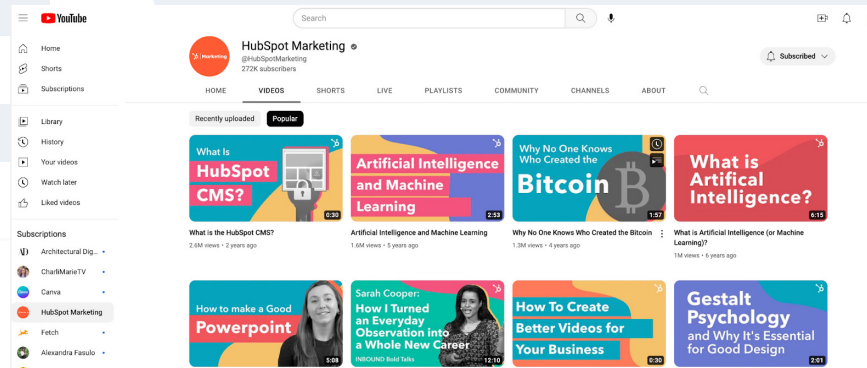 YouTube
Search
Home
Shorts
Subscriptions
Library
History
Your videos
Watch later
Liked videos
Subscriptions
Architectural Dig...
CharliMarieTV
Canva
HubSpot Marketing
Fetch
Alexandra Fasulo
Marketing
HubSpot Marketing
@HubSpotMarketing
272K subscribers
Subscribed
HOME VIDEOS SHORTS LIVE PLAYLISTS COMMUNITY CHANNELS ABOUT
Recently uploaded Popular
What Is
HubSpot
CMS?
0:30
What is the HubSpot CMS?
2.6M views • 2 years ago
Artificial Intelligence
and Machine
Learning
2:53
Artificial Intelligence and Machine Learning
1.6M views • 5 years ago
Why No One Knows
Who Created the
Bitcoin
1:57
Why No One Knows Who Created the Bitcoin
1.3M views • 4 years ago
What is
Artifical
Intelligence?
6:15
What is Artificial Intelligence (or Machine
Learning)?
1M views • 6 years ago
How to make a Good
Powerpoint
5:08
Sarah Cooper:
How I Turned
an Everyday
Observation into
a Whole New Career
INBOUND Bold Talks
12:10
How To Create
Better Videos for
Your Business
0:30
Gestalt
Psychology
and Why It's Essential
for Good Design
2:01